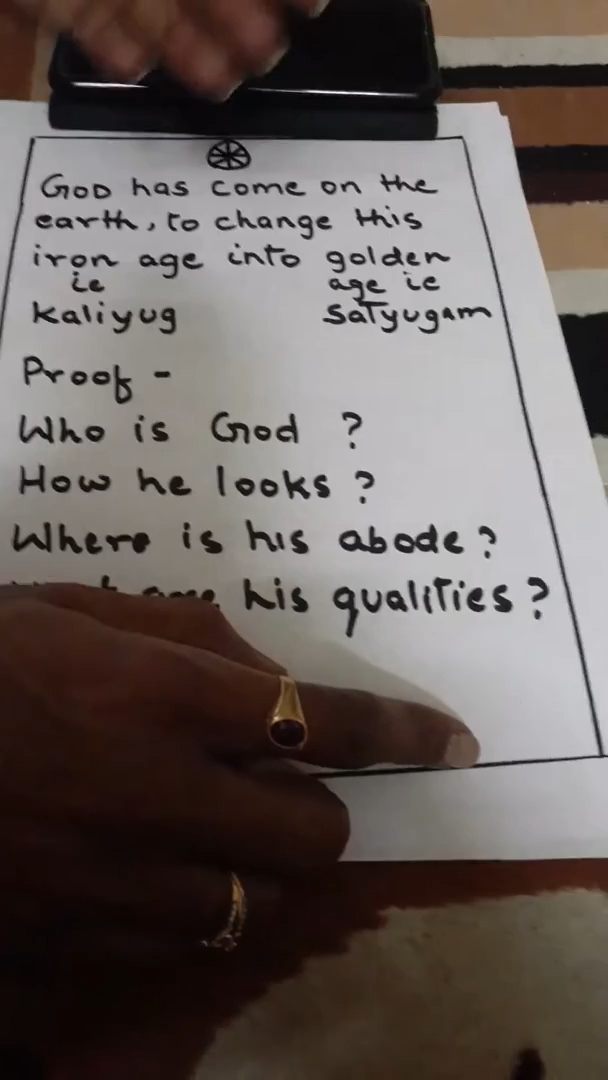 GOD has come on the
earth, to change this
iron age into golden
ie age ie
Kaliyug Satyugam
Proof -
Who is God ?
How he looks ?
Where is his abode ?
his qualities ?